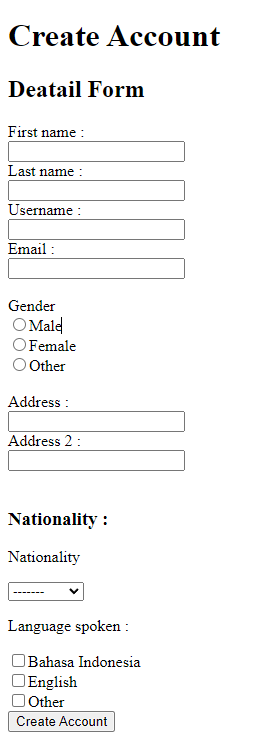 Create Account
Deatail Form
First name :
Last name :
Username :
Email :
Gender
Male
Female
Other
Address :
Address 2 :
Nationality :
Nationality
-------
Language spoken :
Bahasa Indonesia
English
Other
Create Account